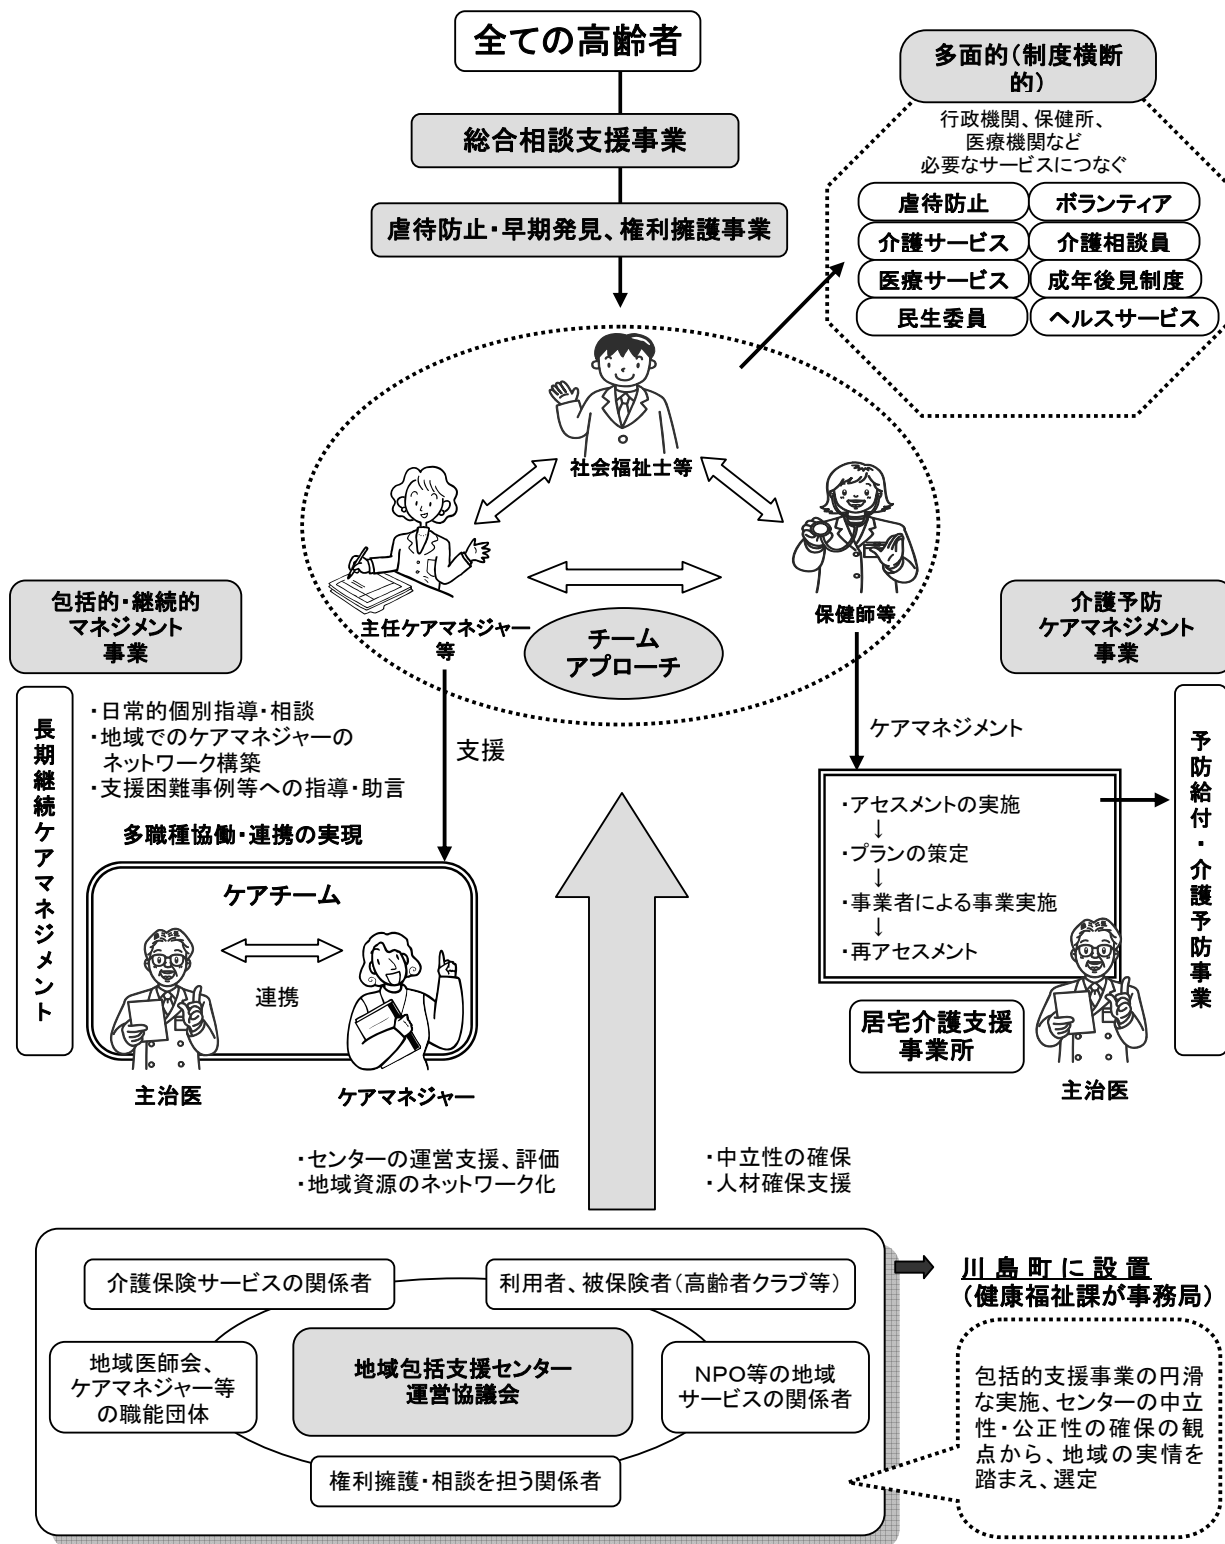 全ての高齢者
総合相談支援事業
虐待防止・早期発見、権利擁護事業
多面的（制度横断
的）
行政機関、保健所、
医療機関など
必要なサービスにつなぐ
虐待防止
ボランティア
介護サービス
介護相談員
医療サービス
成年後見制度
民生委員
ヘルスサービス
社会福祉士等
主任ケアマネジャー
等
保健師等
チーム
アプローチ
包括的・継続的
マネジメント
事業
長期継続ケアマネジメント
・日常的個別指導・相談
・地域でのケアマネジャーの
ネットワーク構築
・支援困難事例等への指導・助言
支援
多職種協働・連携の実現
ケアチーム
連携
主治医
ケアマネジャー
介護予防
ケアマネジメント
事業
ケアマネジメント
・アセスメントの実施
↓
・プランの策定
↓
・事業者による事業実施
↓
・再アセスメント
予防給付・介護予防事業
居宅介護支援
事業所
主治医
・センターの運営支援、評価
・地域資源のネットワーク化
・中立性の確保
・人材確保支援
介護保険サービスの関係者
利用者、被保険者（高齢者クラブ等）
地域医師会、
ケアマネジャー等
の職能団体
地域包括支援センター
運営協議会
NPO等の地域
サービスの関係者
権利擁護・相談を担う関係者
川島町に設置
（健康福祉課が事務局）
包括的支援事業の円滑
な実施、センターの中立
性・公正性の確保の観
点から、地域の実情を
踏まえ、選定